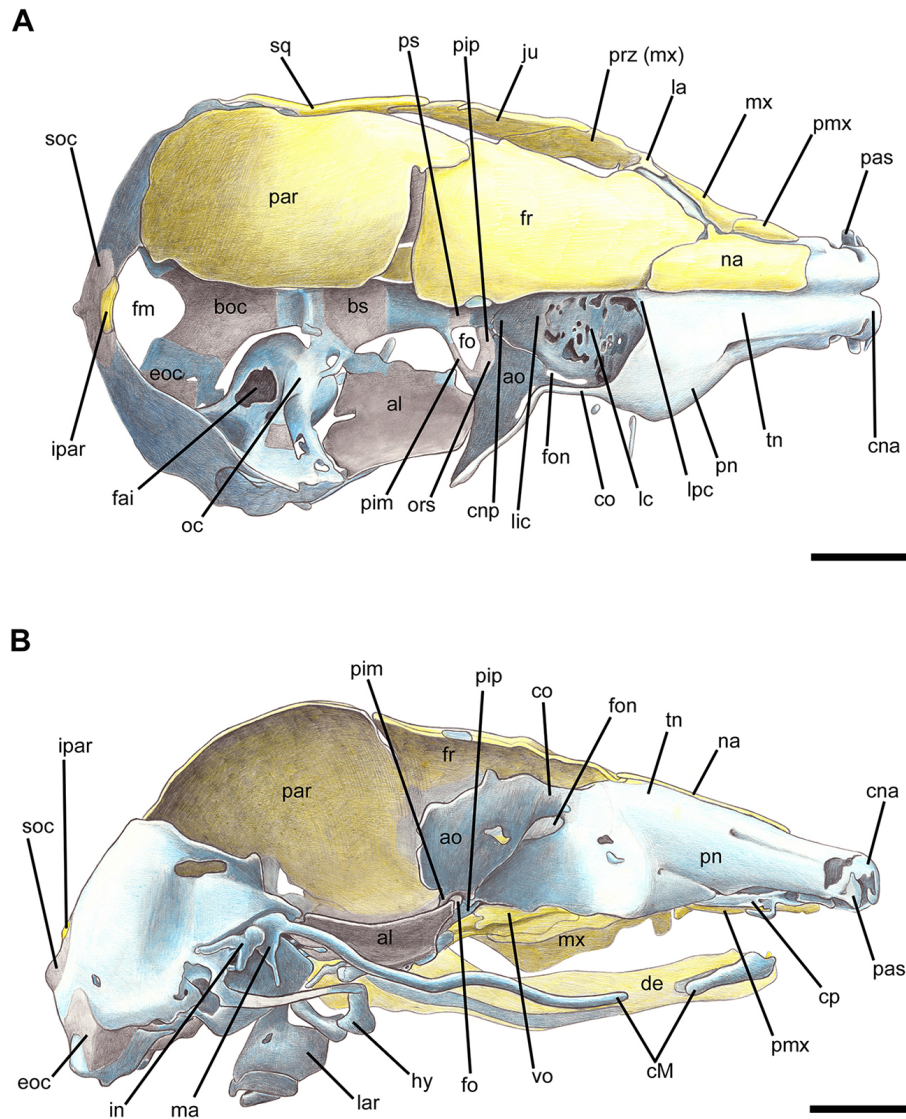 A
sq
ps
pip
ju
prz (mx)
la
mx
pmx
pas
soc
par
fr
na
fm
boc
bs
fo
eoc
al
ao
ipar
fai
oc
pim
ors
cnp
lic
fon
co
lc
lpc
pn
tn
cna
B
pim
pip
co
fon
tn
na
ipar
fr
par
cna
soc
ao
pn
al
mx
de
pas
cp
pmx
eoc
in
ma
lar
hy
fo
vo
cM